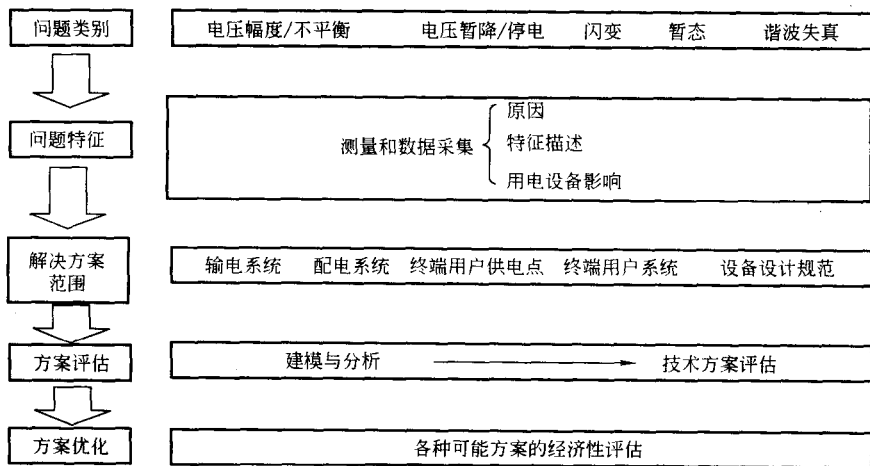 问题类别
电压幅度/不平衡 电压暂降/停电 闪变 暂态 谐波失真
问题特征
测量和数据采集
原因
特征描述
用电设备影响
解决方案
范围
输电系统 配电系统 终端用户供电点 终端用户系统 设备设计规范
方案评估
建模与分析 技术方案评估
方案优化
各种可能方案的经济性评估